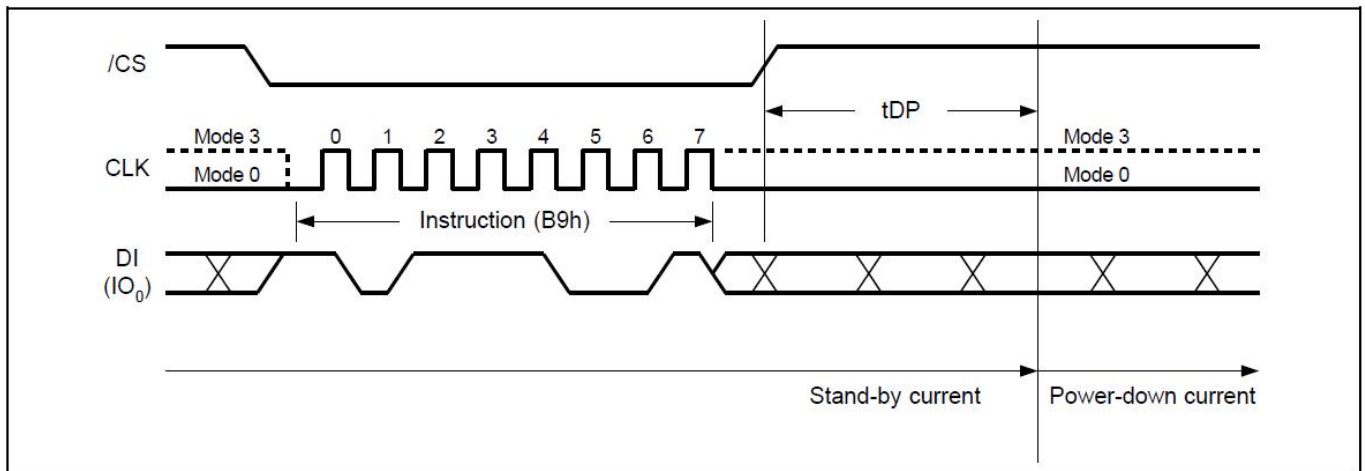 /CS
tDP
Mode 3 0 1 2 3 4 5 6 7 Mode 3
CLK
Mode 0 Mode 0
Instruction (B9h)
DI
(IO₀)
Stand-by current Power-down current